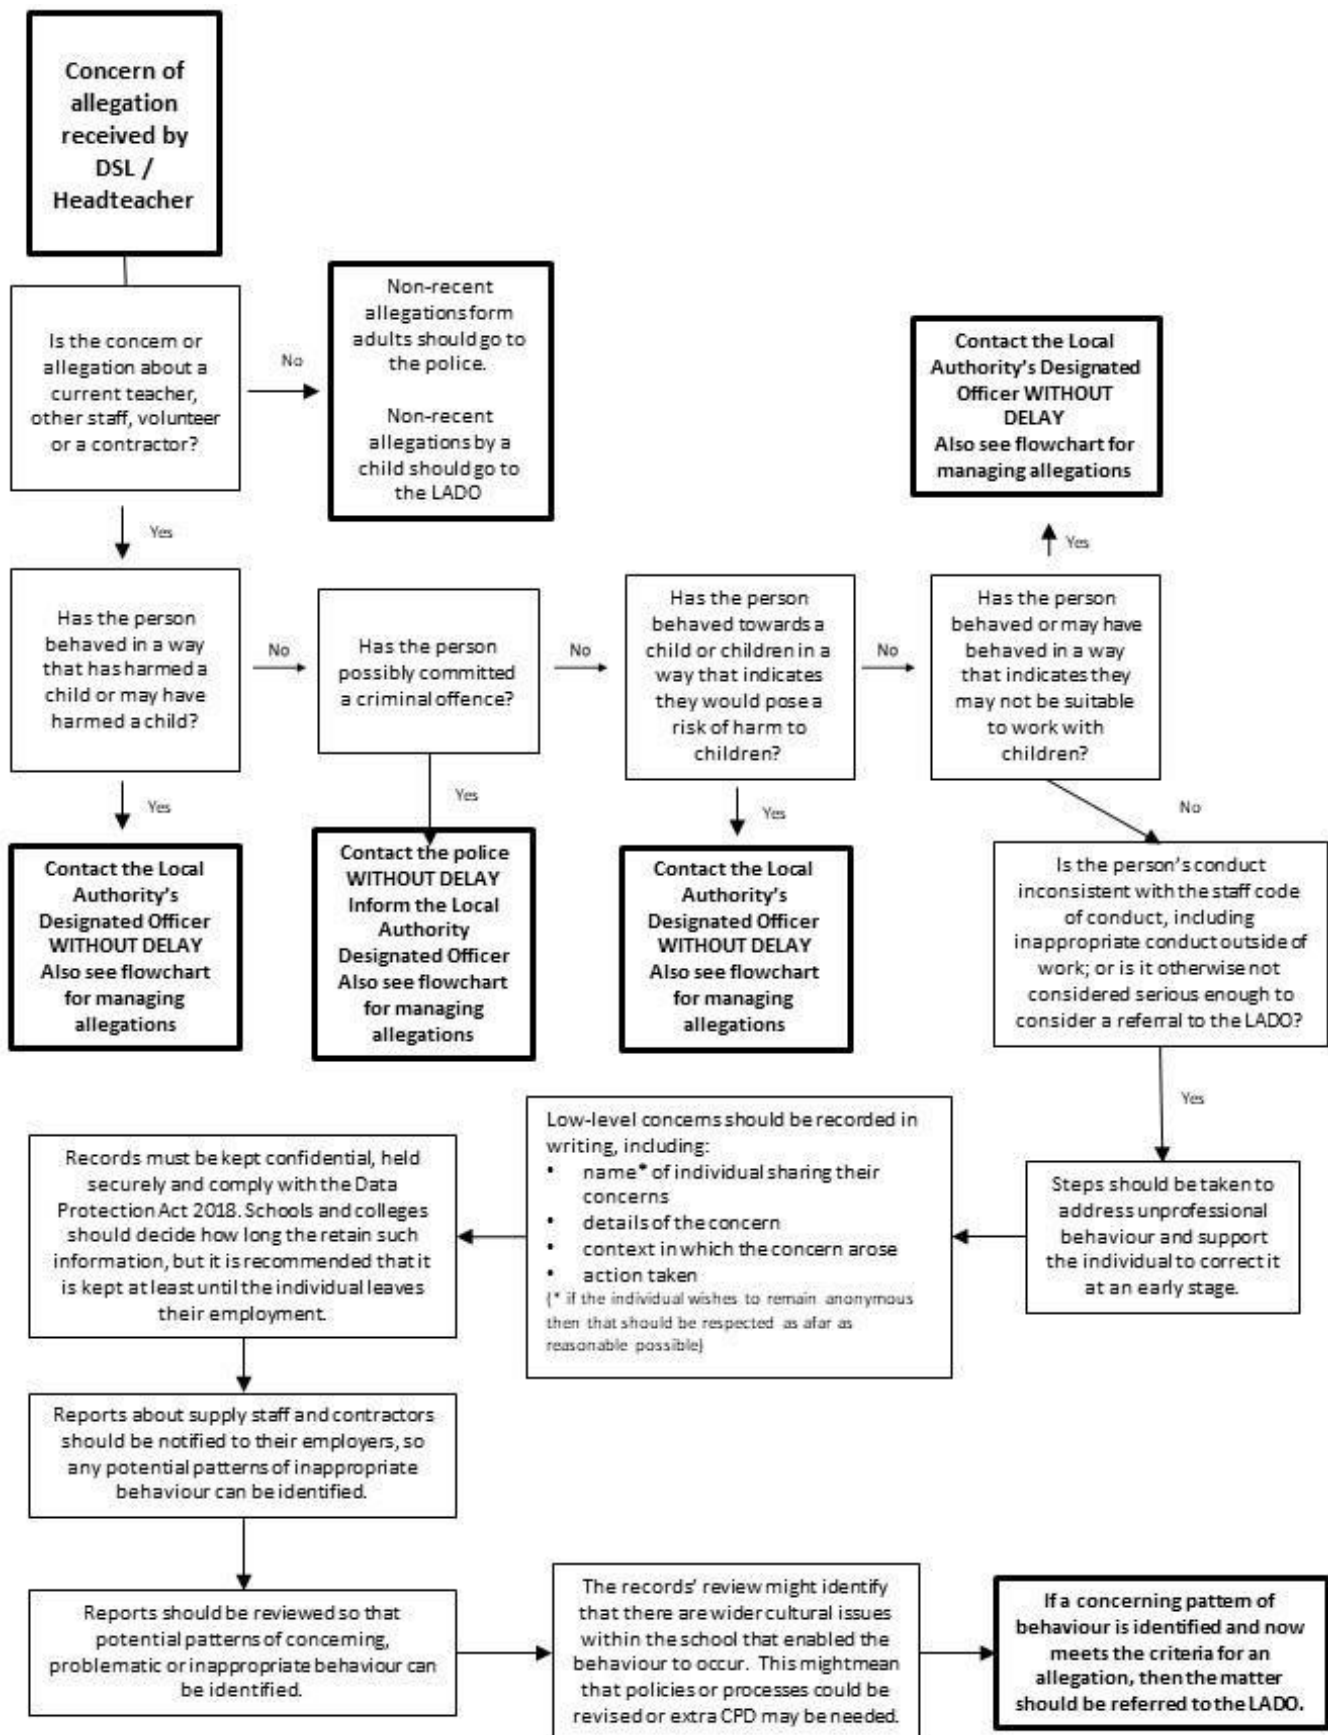 Concern of
allegation
received by
DSL /
Headteacher
Is the concern or
allegation about a
current teacher,
other staff, volunteer
or a contractor?
No
Non-recent
allegations form
adults should go to
the police.
Non-recent
allegations by a
child should go to
the LADO
Yes
Contact the Local
Authority's Designated
Officer WITHOUT
DELAY
Also see flowchart for
managing allegations
Yes
Has the person
behaved in a way
that has harmed a
child or may have
harmed a child?
No
Has the person
possibly committed
a criminal offence?
No
Has the person
behaved towards a
child or children in a
way that indicates
they would pose a
risk of harm to
children?
No
Has the person
behaved or may have
behaved in a way
that indicates they
may not be suitable
to work with
children?
Yes
Contact the Local
Authority's
Designated Officer
WITHOUT DELAY
Also see flowchart
for managing
allegations
Yes
Contact the police
WITHOUT DELAY
Inform the Local
Authority
Designated Officer
Also see flowchart
for managing
allegations
Yes
Contact the Local
Authority's
Designated Officer
WITHOUT DELAY
Also see flowchart
for managing
allegations
No
Is the person's conduct
inconsistent with the staff code
of conduct, including
inappropriate conduct outside of
work; or is it otherwise not
considered serious enough to
consider a referral to the LADO?
Yes
Steps should be taken to
address unprofessional
behaviour and support
the individual to correct it
at an early stage.
Low-level concerns should be recorded in
writing, including:
• name* of individual sharing their
concerns
• details of the concern
• context in which the concern arose
• action taken
(* if the individual wishes to remain anonymous
then that should be respected as afar as
reasonable possible)
Records must be kept confidential, held
securely and comply with the Data
Protection Act 2018. Schools and colleges
should decide how long the retain such
information, but it is recommended that it
is kept at least until the individual leaves
their employment.
Reports about supply staff and contractors
should be notified to their employers, so
any potential patterns of inappropriate
behaviour can be identified.
Reports should be reviewed so that
potential patterns of concerning,
problematic or inappropriate behaviour can
be identified.
The records' review might identify
that there are wider cultural issues
within the school that enabled the
behaviour to occur. This might mean
that policies or processes could be
revised or extra CPD may be needed.
If a concerning pattern of
behaviour is identified and now
meets the criteria for an
allegation, then the matter
should be referred to the LADO.